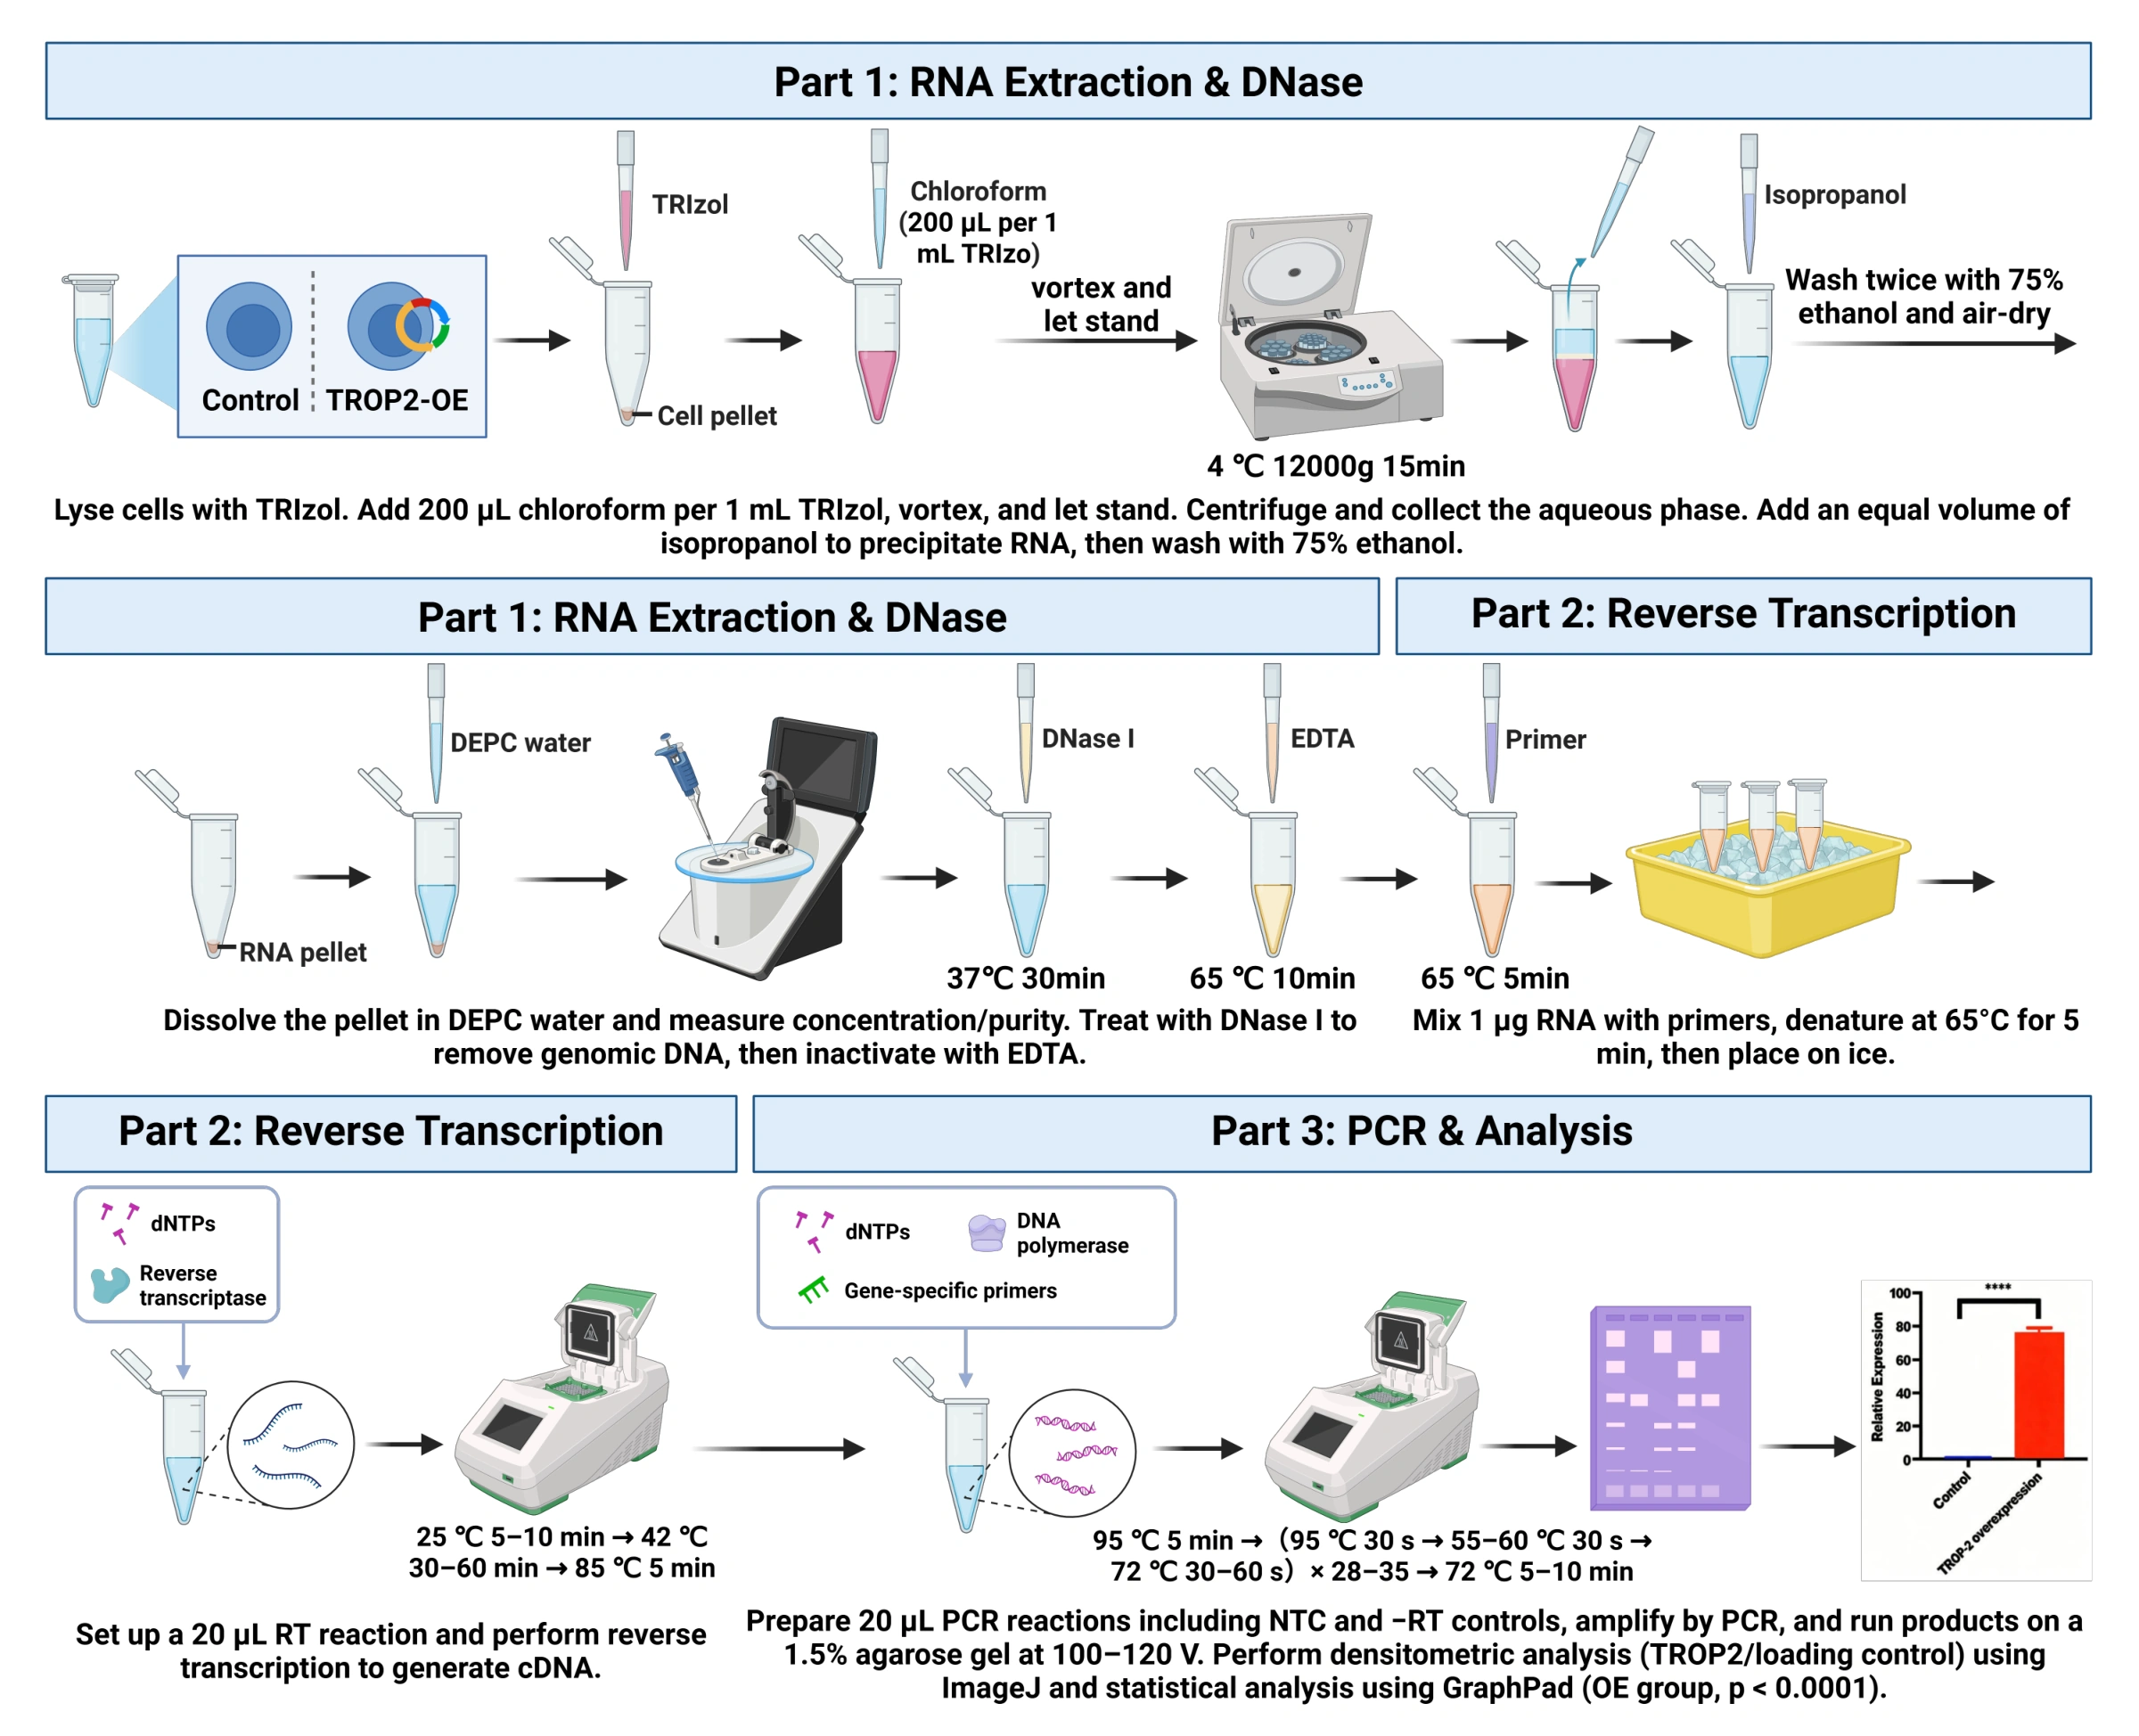 Part 1: RNA Extraction & DNase
TRIzol
Chloroform
(200 µL per 1
mL TRIzo)
vortex and
let stand
Isopropanol
Wash twice with 75%
ethanol and air-dry
Control
TROP2-OE
Cell pellet
4 ℃ 12000g 15min
Lyse cells with TRIzol. Add 200 µL chloroform per 1 mL TRIzol, vortex, and let stand. Centrifuge and collect the aqueous phase. Add an equal volume of
isopropanol to precipitate RNA, then wash with 75% ethanol.
Part 1: RNA Extraction & DNase
DEPC water
DNase I
EDTA
RNA pellet
37℃ 30min
65 ℃ 10min
Dissolve the pellet in DEPC water and measure concentration/purity. Treat with DNase I to
remove genomic DNA, then inactivate with EDTA.
Part 2: Reverse Transcription
Primer
65 ℃ 5min
Mix 1 µg RNA with primers, denature at 65°C for 5
min, then place on ice.
Part 2: Reverse Transcription
dNTPs
Reverse
transcriptase
25 ℃ 5–10 min → 42 ℃
30–60 min → 85 ℃ 5 min
Set up a 20 µL RT reaction and perform reverse
transcription to generate cDNA.
Part 3: PCR & Analysis
dNTPs
DNA
polymerase
Gene-specific primers
95 ℃ 5 min →（95 ℃ 30 s → 55–60 ℃ 30 s →
72 ℃ 30–60 s）× 28–35 → 72 ℃ 5–10 min
****
Relative Expression
100
80
60
40
20
0
Control
TROP-2 overexpression
Prepare 20 µL PCR reactions including NTC and −RT controls, amplify by PCR, and run products on a
1.5% agarose gel at 100–120 V. Perform densitometric analysis (TROP2/loading control) using
ImageJ and statistical analysis using GraphPad (OE group, p < 0.0001).